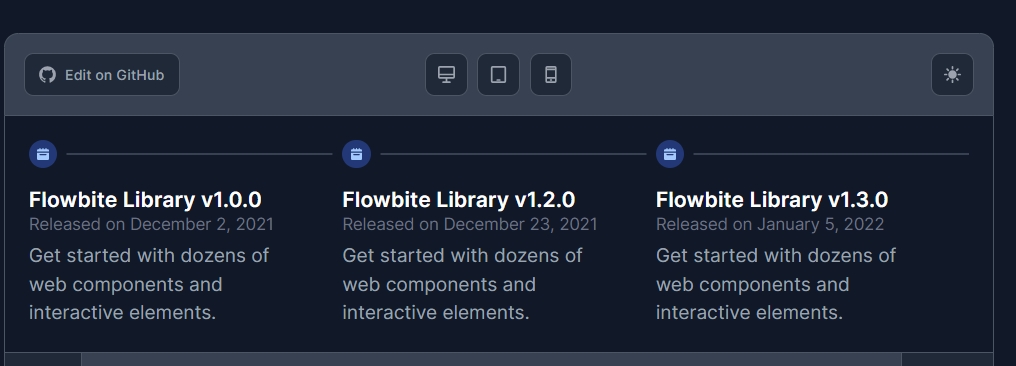 Edit on GitHub
Flowbite Library v1.0.0
Released on December 2, 2021
Get started with dozens of
web components and
interactive elements.
Flowbite Library v1.2.0
Released on December 23, 2021
Get started with dozens of
web components and
interactive elements.
Flowbite Library v1.3.0
Released on January 5, 2022
Get started with dozens of
web components and
interactive elements.